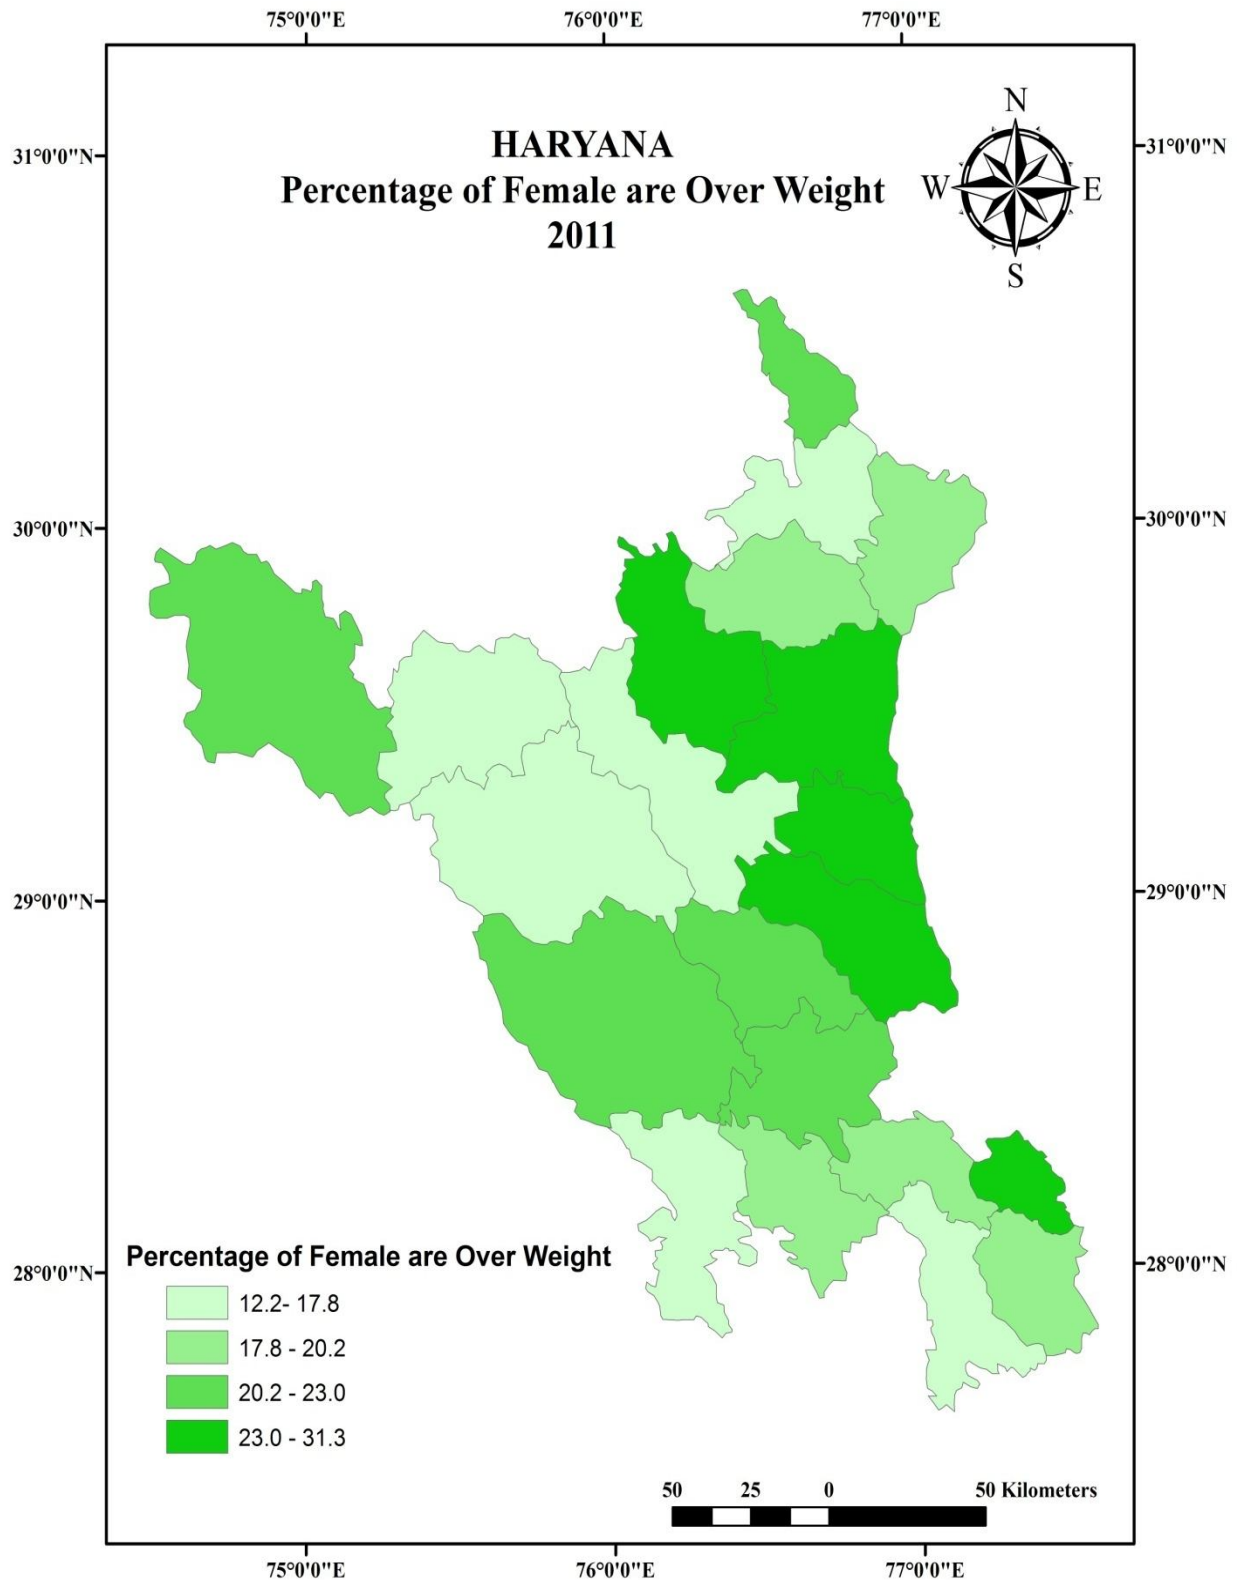 75°0'0"E 76°0'0"E 77°0'0"E
HARYANA
Percentage of Female are Over Weight
2011
N
W E
S
31°0'0"N 31°0'0"N
30°0'0"N 30°0'0"N
29°0'0"N 29°0'0"N
28°0'0"N 28°0'0"N
Percentage of Female are Over Weight
12.2- 17.8
17.8 - 20.2
20.2 - 23.0
23.0 - 31.3
50 25 0 50 Kilometers
75°0'0"E 76°0'0"E 77°0'0"E